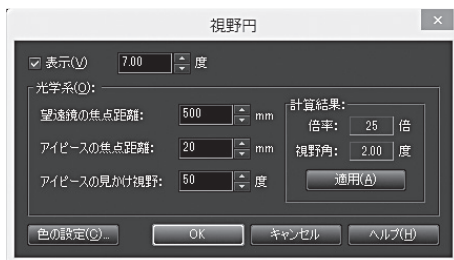 視野円
表示(V) 7.00 度
光学系(O):
望遠鏡の焦点距離: 500 mm
アイピースの焦点距離: 20 mm
アイピースの見かけ視野: 50 度
計算結果:
倍率: 25 倍
視野角: 2.00 度
適用(A)
色の設定(C)... OK キャンセル ヘルプ(H)